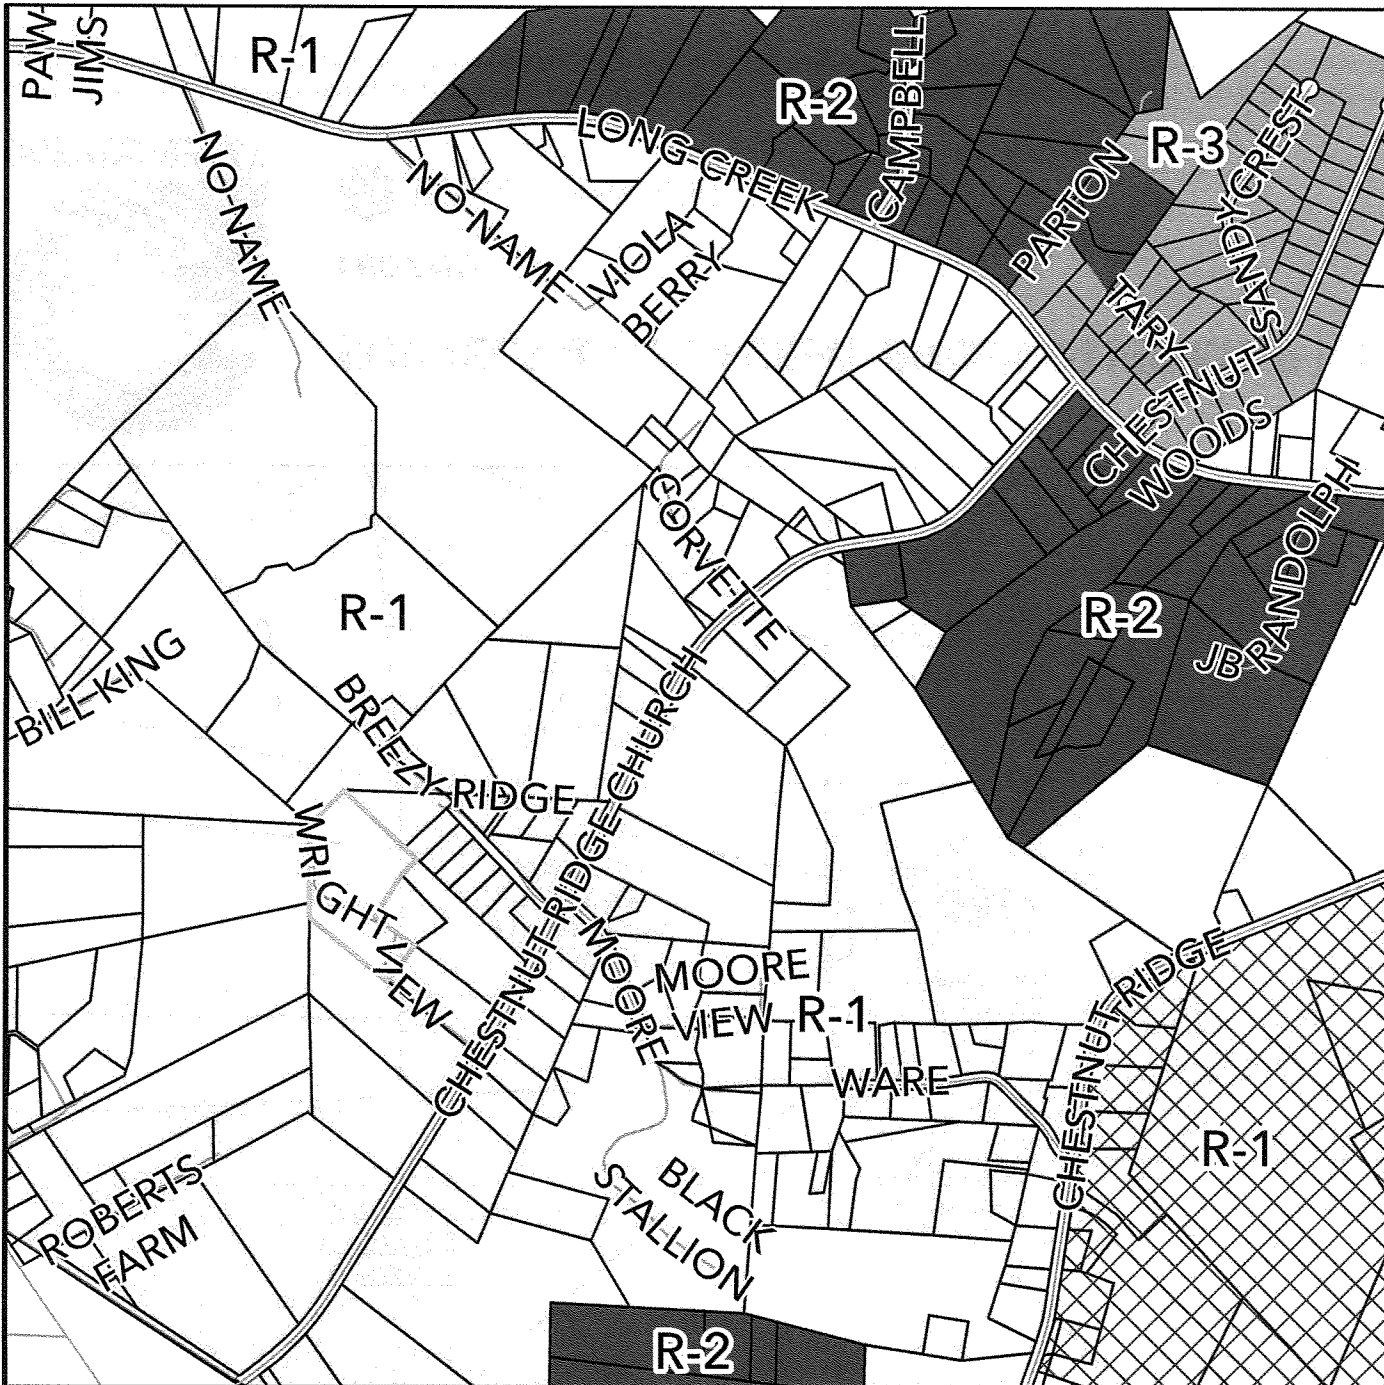 PAW
JIMS
R-1
R-2
CAMPBELL
LONG CREEK
R-3
PARTON
SANDY CREST
NO NAME
NO NAME
VIOLA
BERRY
TARY
CHESTNUT
WOODS
CORVETTE
JB RANDOLPH
R-1
R-2
BILL KING
BREEZY RIDGE
CHESTNUT RIDGE CHURCH
WRIGHT VIEW
MOORE
MOORE
VIEW
R-1
WARE
CHESTNUT RIDGE
CHESTNUT RIDGE
R-1
BLACK
STALLION
ROBERTS
FARM
R-2